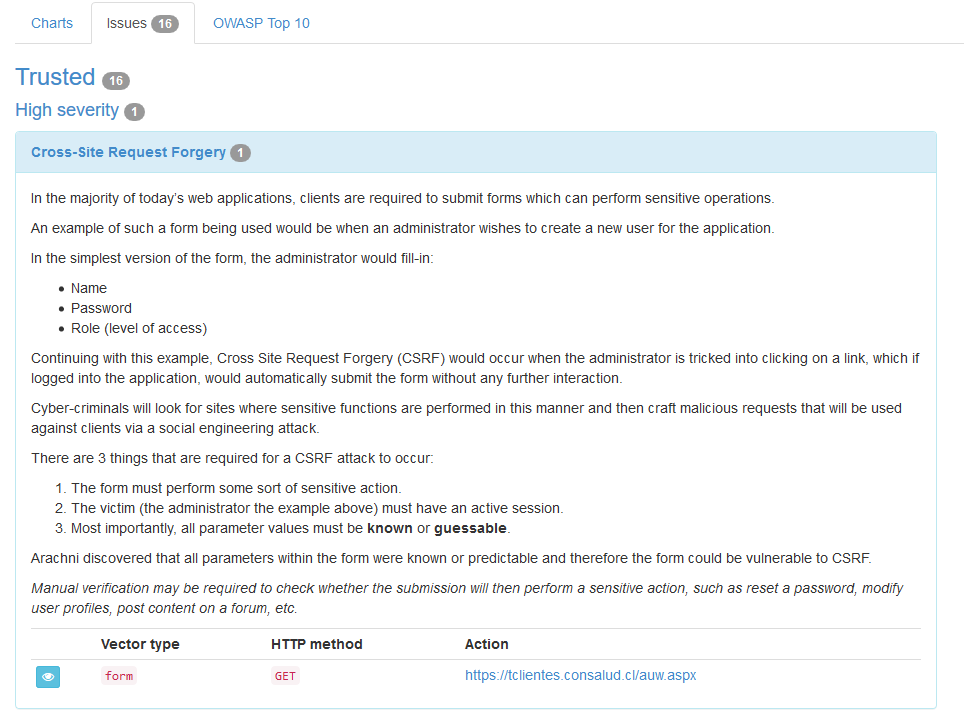 Charts
Issues 16
OWASP Top 10
Trusted 16
High severity 1
Cross-Site Request Forgery 1
In the majority of today's web applications, clients are required to submit forms which can perform sensitive operations.
An example of such a form being used would be when an administrator wishes to create a new user for the application.
In the simplest version of the form, the administrator would fill-in:
• Name
• Password
• Role (level of access)
Continuing with this example, Cross Site Request Forgery (CSRF) would occur when the administrator is tricked into clicking on a link, which if
logged into the application, would automatically submit the form without any further interaction.
Cyber-criminals will look for sites where sensitive functions are performed in this manner and then craft malicious requests that will be used
against clients via a social engineering attack.
There are 3 things that are required for a CSRF attack to occur:
1. The form must perform some sort of sensitive action.
2. The victim (the administrator the example above) must have an active session.
3. Most importantly, all parameter values must be known or guessable.
Arachni discovered that all parameters within the form were known or predictable and therefore the form could be vulnerable to CSRF.
Manual verification may be required to check whether the submission will then perform a sensitive action, such as reset a password, modify
user profiles, post content on a forum, etc.
Vector type HTTP method Action
form GET https://tclientes.consalud.cl/auw.aspx